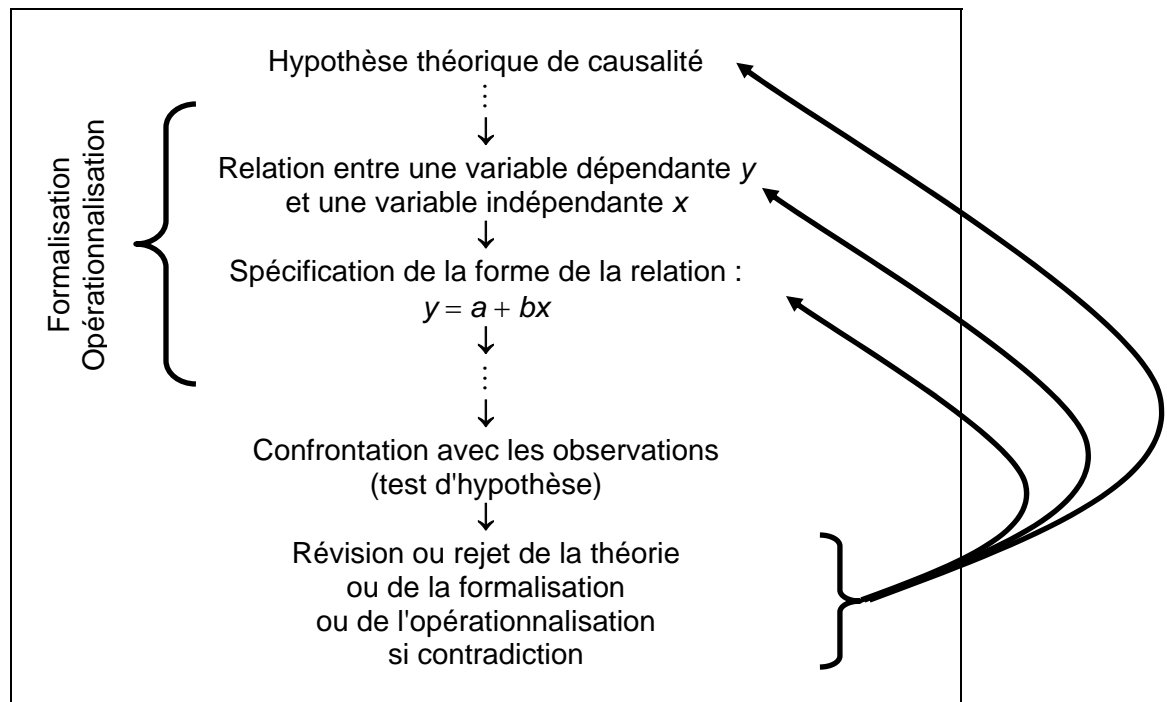 Hypothèse théorique de causalité
Formalisation
Opérationnalisation
Relation entre une variable dépendante y
et une variable indépendante x
Spécification de la forme de la relation :
y = a + bx
Confrontation avec les observations
(test d'hypothèse)
Révision ou rejet de la théorie
ou de la formalisation
ou de l'opérationnalisation
si contradiction